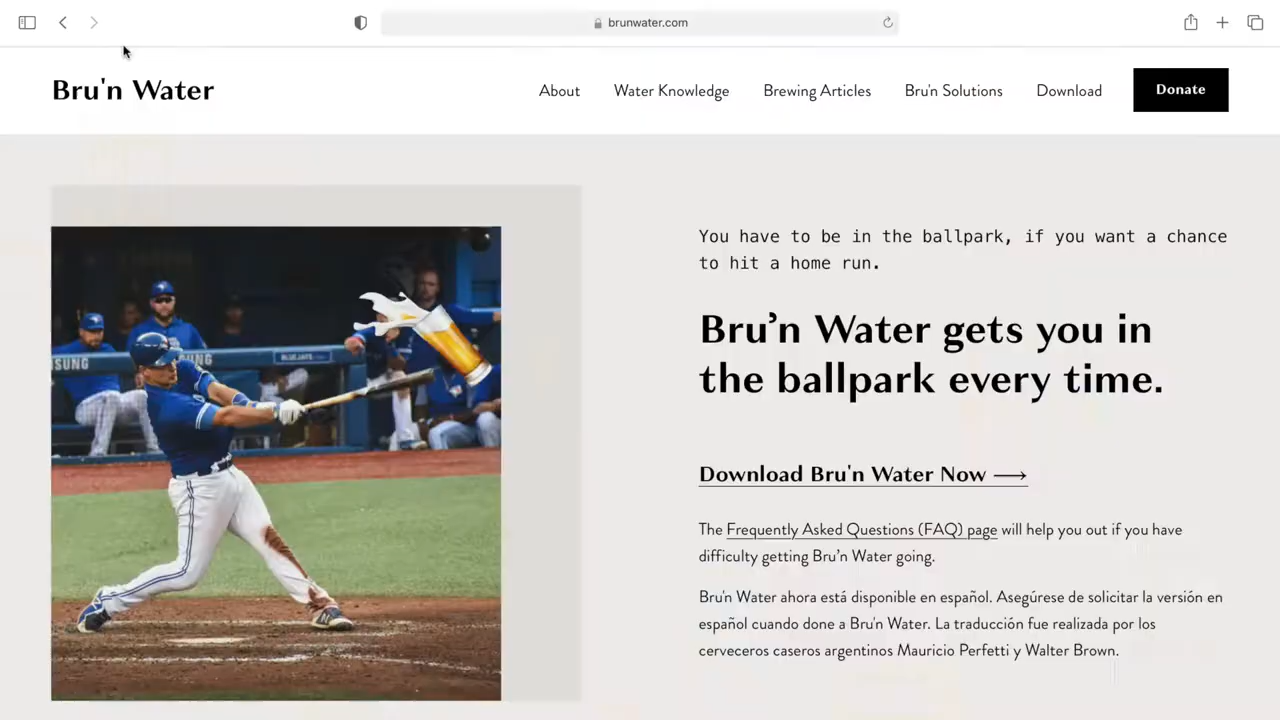 brunwater.com
Bru'n Water
About
Water Knowledge
Brewing Articles
Bru'n Solutions
Download
Donate
You have to be in the ballpark, if you want a chance
to hit a home run.
Bru’n Water gets you in
the ballpark every time.
Download Bru'n Water Now ⟶
The Frequently Asked Questions (FAQ) page will help you out if you have
difficulty getting Bru’n Water going.
Bru'n Water ahora está disponible en español. Asegúrese de solicitar la versión en
español cuando done a Bru'n Water. La traducción fue realizada por los
cerveceros caseros argentinos Mauricio Perfetti y Walter Brown.
SUNG
SUNG
BLUE JAYS